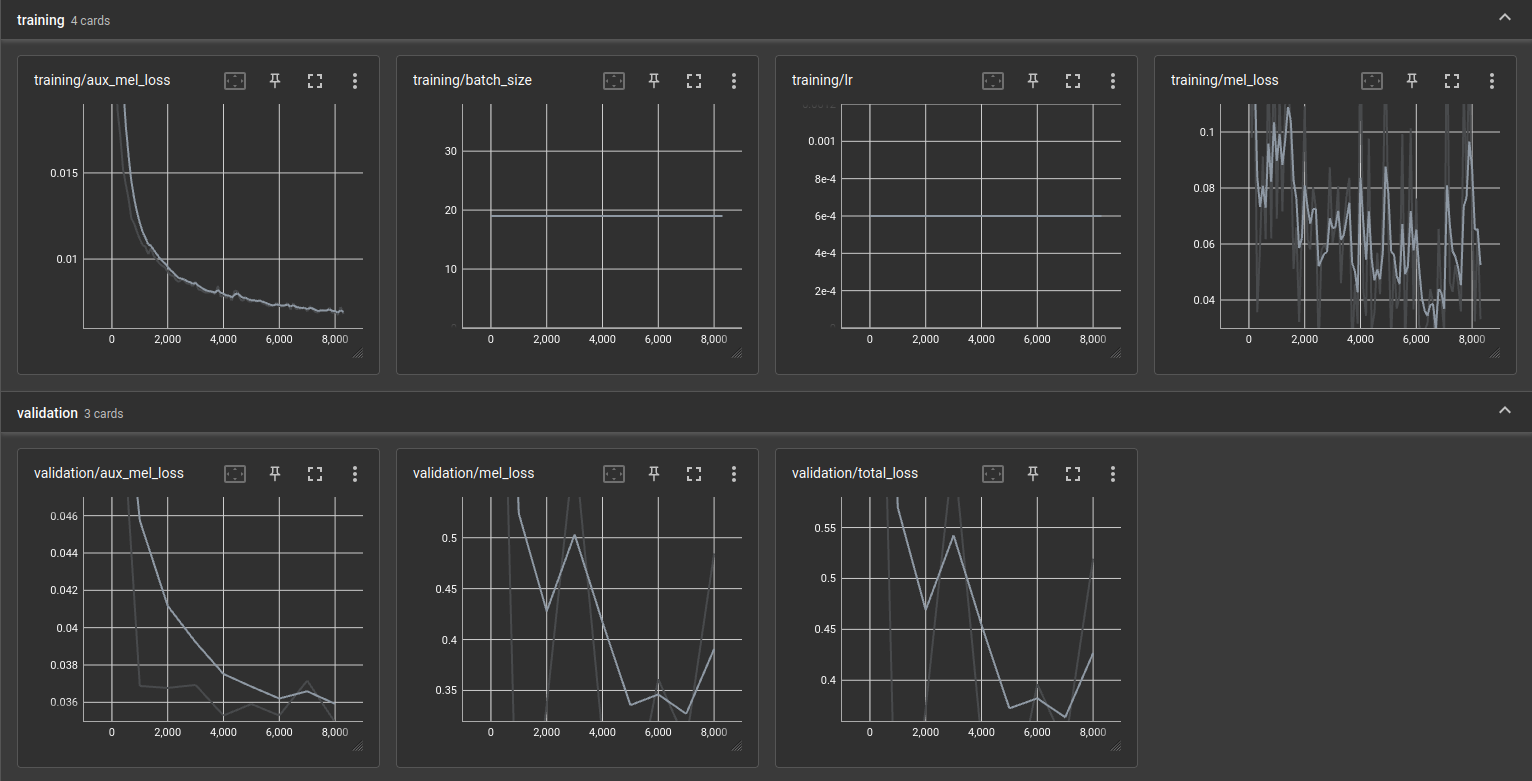 training 4 cards
training/aux_mel_loss
0.015
0.01
0 2,000 4,000 6,000 8,000
training/batch_size
30
20
10
0 2,000 4,000 6,000 8,000
training/lr
0.001
8e-4
6e-4
4e-4
2e-4
0 2,000 4,000 6,000 8,000
training/mel_loss
0.1
0.08
0.06
0.04
0 2,000 4,000 6,000 8,000
validation 3 cards
validation/aux_mel_loss
0.046
0.044
0.042
0.04
0.038
0.036
0 2,000 4,000 6,000 8,000
validation/mel_loss
0.5
0.45
0.4
0.35
0 2,000 4,000 6,000 8,000
validation/total_loss
0.55
0.5
0.45
0.4
0 2,000 4,000 6,000 8,000